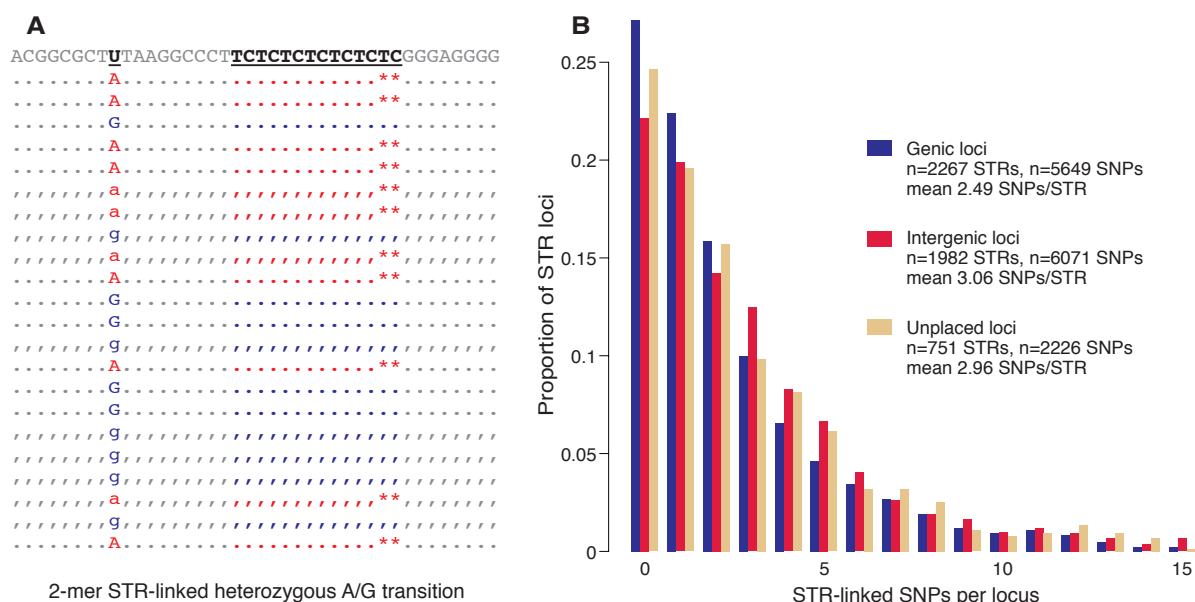 A
ACGGCGCTUTAAGGCCCTTCTCTCTCTCTCTCGGGAGGGG
........A.....................**........
........A.....................**........
........G...............................
........A.....................**........
........A.....................**........
,,,,,,,,a,,,,,,,,,,,,,,,,,,,,,**,,,,,,,,
,,,,,,,,a,,,,,,,,,,,,,,,,,,,,,**,,,,,,,,
,,,,,,,,g,,,,,,,,,,,,,,,,,,,,,,,,,,,,,,,
,,,,,,,,a,,,,,,,,,,,,,,,,,,,,,**,,,,,,,,
........A.....................**........
........G...............................
........G...............................
,,,,,,,,g,,,,,,,,,,,,,,,,,,,,,,,,,,,,,,,
........A.....................**........
........G...............................
........G...............................
,,,,,,,,g,,,,,,,,,,,,,,,,,,,,,,,,,,,,,,,
,,,,,,,,g,,,,,,,,,,,,,,,,,,,,,,,,,,,,,,,
,,,,,,,,g,,,,,,,,,,,,,,,,,,,,,,,,,,,,,,,
,,,,,,,,a,,,,,,,,,,,,,,,,,,,,,**,,,,,,,,
,,,,,,,,g,,,,,,,,,,,,,,,,,,,,,,,,,,,,,,,
........A.....................**........
2-mer STR-linked heterozygous A/G transition
B
Proportion of STR loci
0.25
0.2
0.15
0.1
0.05
0
Genic loci
n=2267 STRs, n=5649 SNPs
mean 2.49 SNPs/STR
Intergenic loci
n=1982 STRs, n=6071 SNPs
mean 3.06 SNPs/STR
Unplaced loci
n=751 STRs, n=2226 SNPs
mean 2.96 SNPs/STR
0 5 10 15
STR-linked SNPs per locus